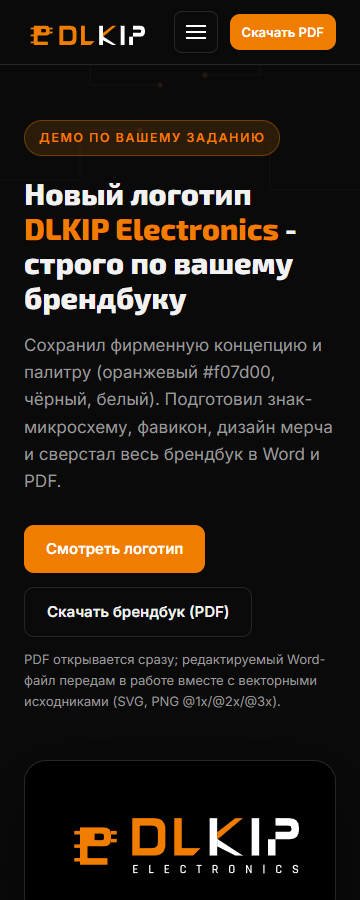 DLKIP
Скачать PDF
ДЕМО ПО ВАШЕМУ ЗАДАНИЮ
Новый логотип
DLKIP Electronics -
строго по вашему
брендбуку
Сохранил фирменную концепцию и
палитру (оранжевый #f07d00,
чёрный, белый). Подготовил знак-
микросхему, фавикон, дизайн мерча
и сверстал весь брендбук в Word и
PDF.
Смотреть логотип
Скачать брендбук (PDF)
PDF открывается сразу; редактируемый Word-
файл передам в работе вместе с векторными
исходниками (SVG, PNG @1x/@2x/@3x).
DLKIP
ELECTRONICS